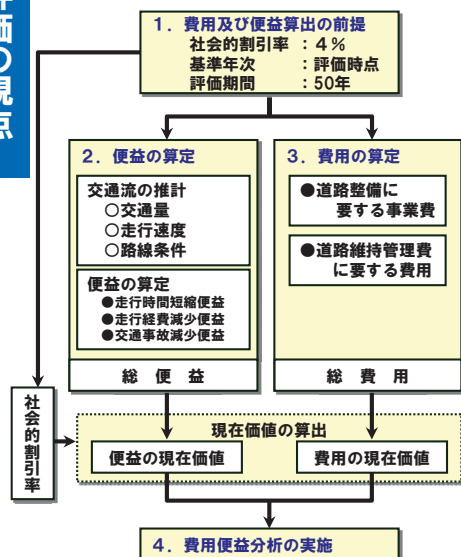 評価の視点
1．費用及び便益算出の前提
社会的割引率 ：4％
基準年次 ：評価時点
評価期間 ：50年
2．便益の算定
交通流の推計
○交通量
○走行速度
○路線条件
便益の算定
●走行時間短縮便益
●走行経費減少便益
●交通事故減少便益
総 便 益
3．費用の算定
●道路整備に
要する事業費
●道路維持管理費
に要する費用
総 費 用
社会的割引率
現在価値の算出
便益の現在価値
費用の現在価値
4．費用便益分析の実施